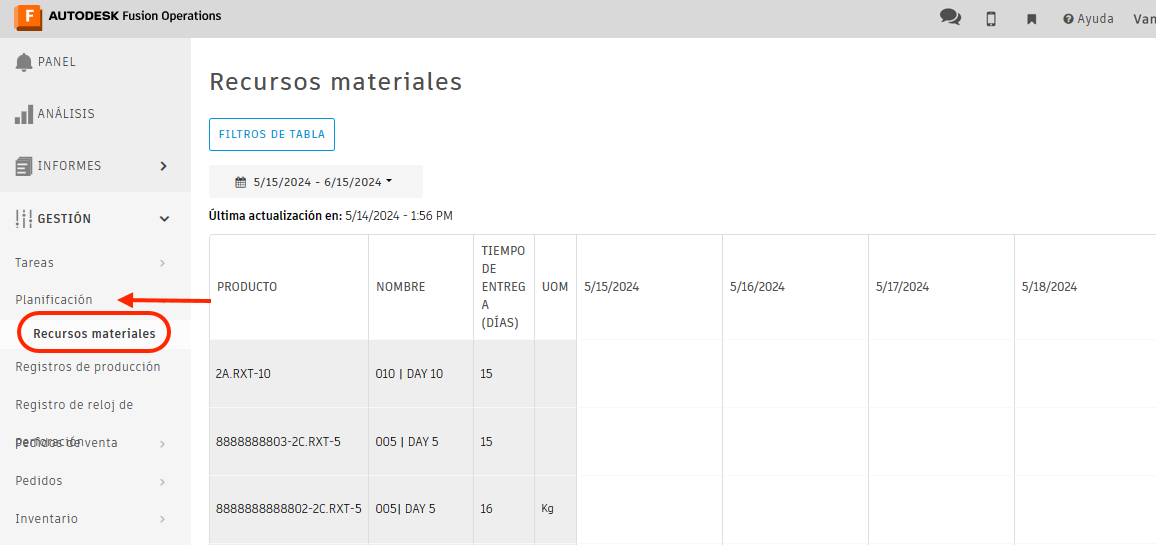 F AUTODESK Fusion Operations
Ayuda Van
PANEL
ANÁLISIS
INFORMES
GESTIÓN
Tareas
Planificación
Recursos materiales
Registros de producción
Registro de reloj de
perforación
Pedidos de venta
Pedidos
Inventario
Recursos materiales
FILTROS DE TABLA
5/15/2024 - 6/15/2024
Última actualización en: 5/14/2024 - 1:56 PM
PRODUCTO NOMBRE TIEMPO
DE
ENTREG
A
(DÍAS)
UOM 5/15/2024 5/16/2024 5/17/2024 5/18/2024
2A.RXT-10 010 | DAY 10 15
8888888803-2C.RXT-5 005 | DAY 5 15
8888888888802-2C.RXT-5 005| DAY 5 16 Kg